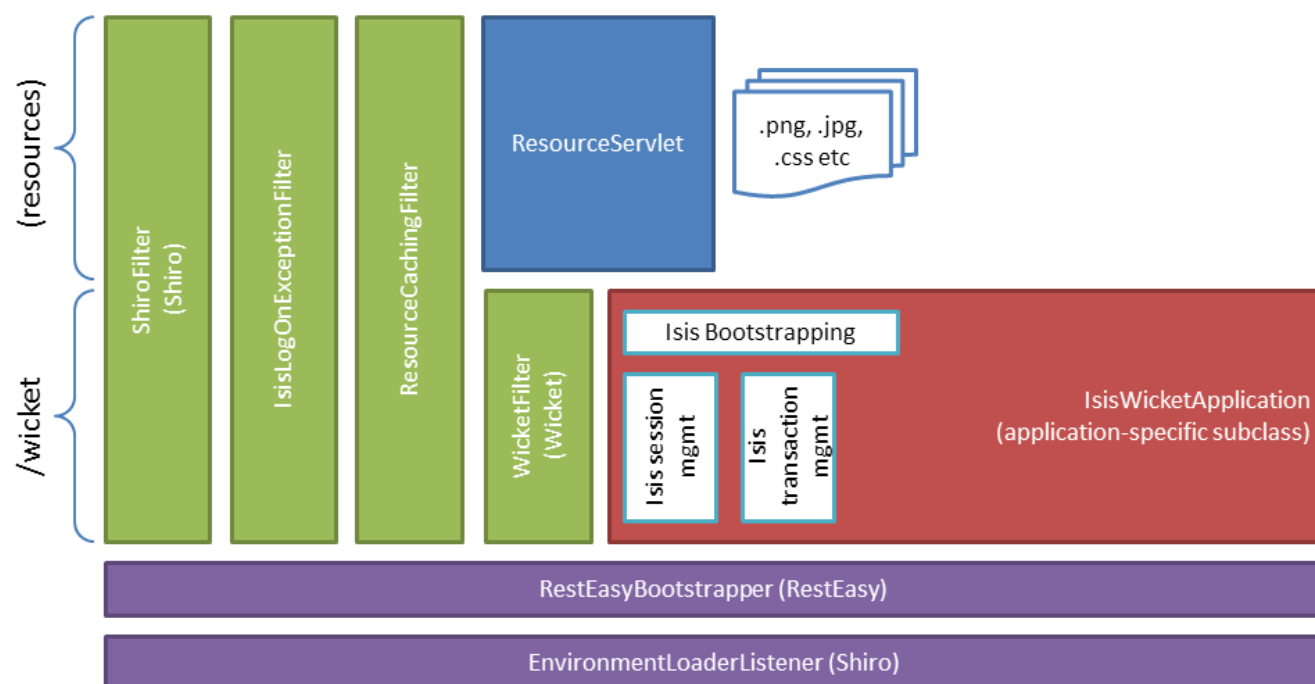 (resources)
/wicket
ShiroFilter
(Shiro)
IsisLogOnExceptionFilter
ResourceCachingFilter
ResourceServlet
.png, .jpg,
.css etc
WicketFilter
(Wicket)
Isis Bootstrapping
Isis session
mgmt
Isis
transaction
mgmt
IsisWicketApplication
(application-specific subclass)
RestEasyBootstrapper (RestEasy)
EnvironmentLoaderListener (Shiro)